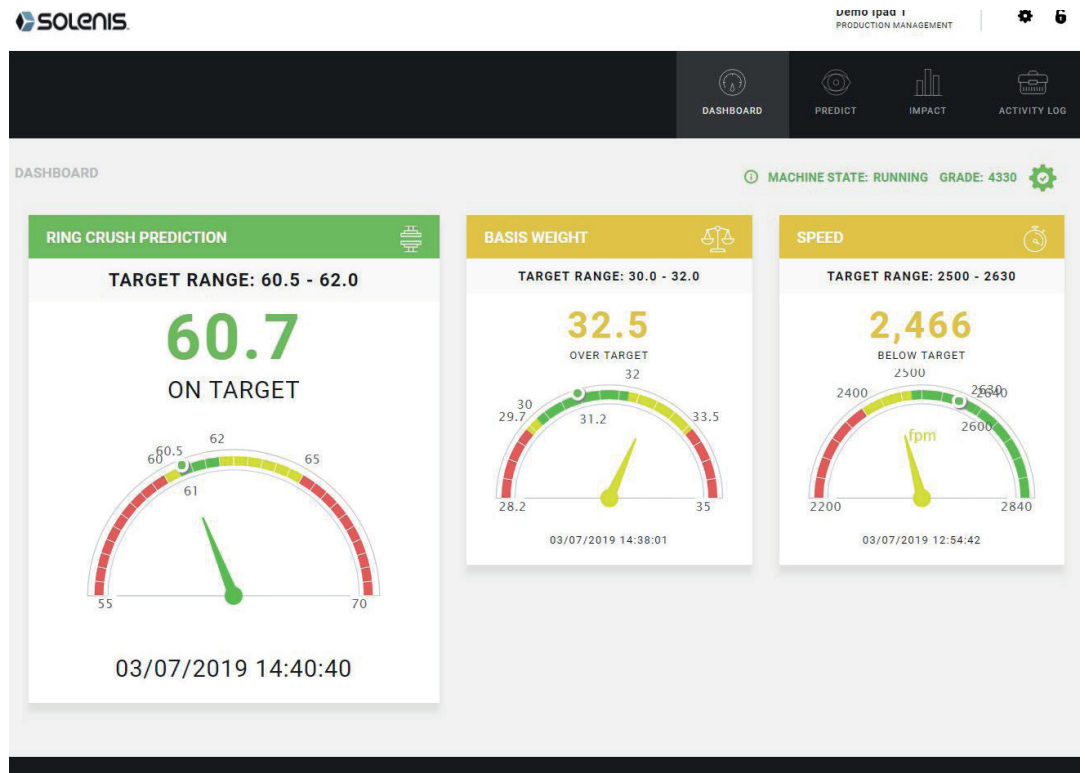 SOLENIS.
Demo Ipad 1
PRODUCTION MANAGEMENT
DASHBOARD
PREDICT
IMPACT
ACTIVITY LOG
DASHBOARD
MACHINE STATE: RUNNING GRADE: 4330
RING CRUSH PREDICTION
TARGET RANGE: 60.5 - 62.0
60.7
ON TARGET
62
60.5
60
65
61
55
70
03/07/2019 14:40:40
BASIS WEIGHT
TARGET RANGE: 30.0 - 32.0
32.5
OVER TARGET
32
30
29.7
31.2
33.5
28.2
35
03/07/2019 14:38:01
SPEED
TARGET RANGE: 2500 - 2630
2,466
BELOW TARGET
2500
2400
2630
2640
2600
fpm
2200
2840
03/07/2019 12:54:42